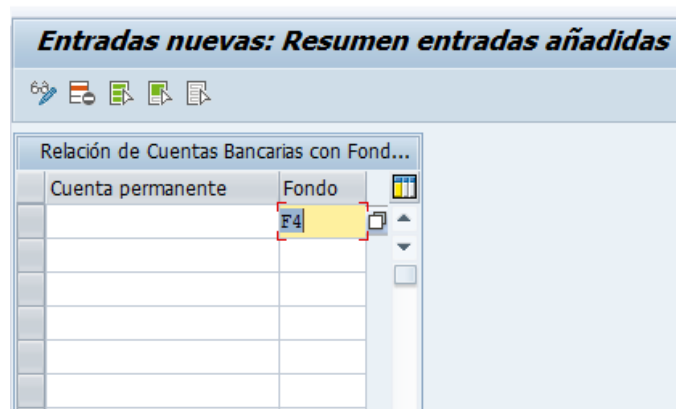 Entradas nuevas: Resumen entradas añadidas
Relación de Cuentas Bancarias con Fond...
Cuenta permanente Fondo
F4